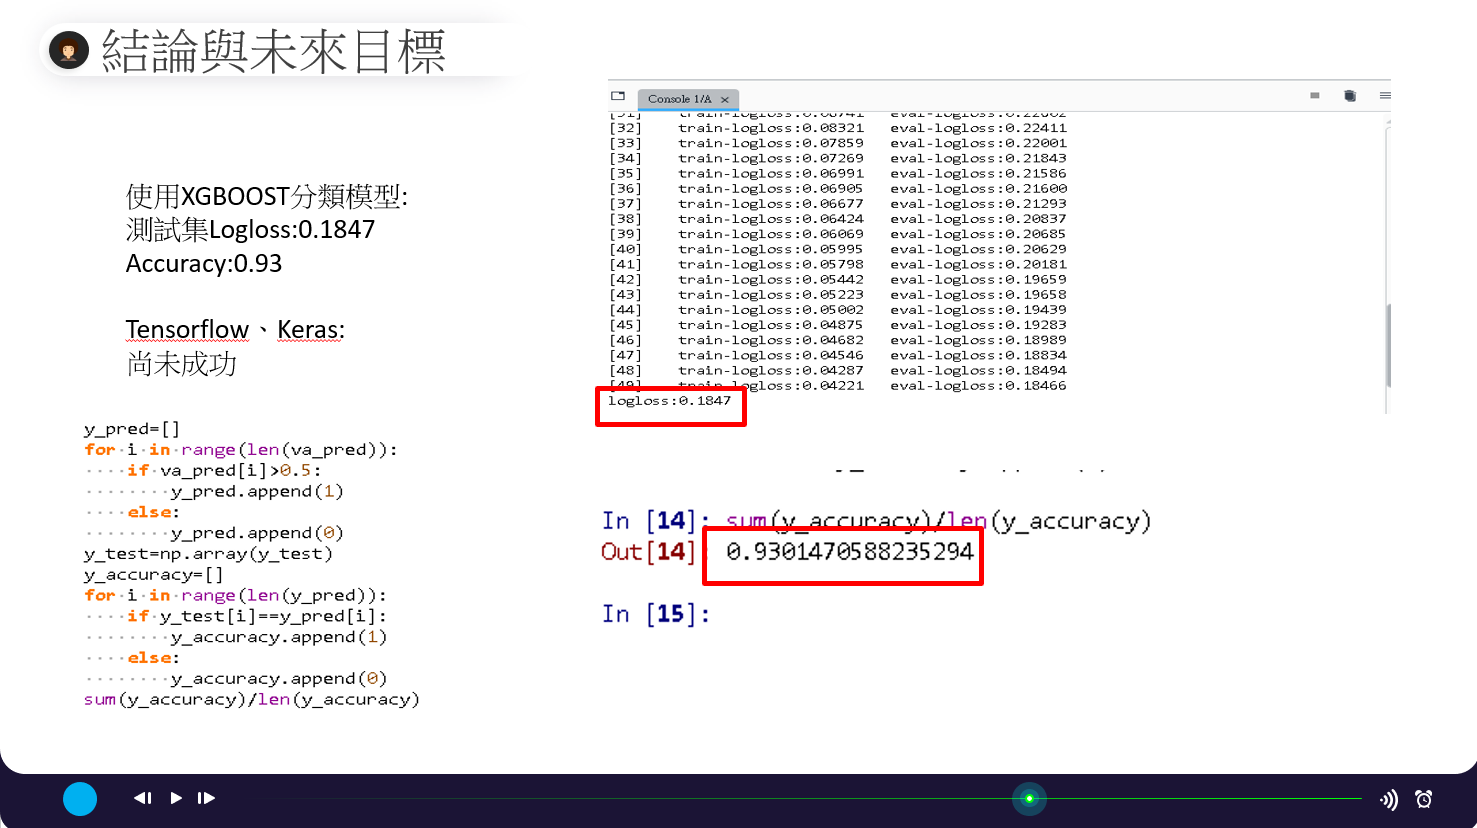 結論與未來目標
使用XGBOOST分類模型:
測試集Logloss:0.1847
Accuracy:0.93
Tensorflow、Keras:
尚未成功
y_pred=[]
for i in range(len(va_pred)):
    if va_pred[i]>0.5:
        y_pred.append(1)
    else:
        y_pred.append(0)
y_test=np.array(y_test)
y_accuracy=[]
for i in range(len(y_pred)):
    if y_test[i]==y_pred[i]:
        y_accuracy.append(1)
    else:
        y_accuracy.append(0)
sum(y_accuracy)/len(y_accuracy)
Console 1/A ×
[32] train-logloss:0.08321 eval-logloss:0.22411
[33] train-logloss:0.07859 eval-logloss:0.22001
[34] train-logloss:0.07269 eval-logloss:0.21843
[35] train-logloss:0.06991 eval-logloss:0.21586
[36] train-logloss:0.06905 eval-logloss:0.21600
[37] train-logloss:0.06677 eval-logloss:0.21293
[38] train-logloss:0.06424 eval-logloss:0.20837
[39] train-logloss:0.06069 eval-logloss:0.20685
[40] train-logloss:0.05995 eval-logloss:0.20629
[41] train-logloss:0.05798 eval-logloss:0.20181
[42] train-logloss:0.05442 eval-logloss:0.19659
[43] train-logloss:0.05223 eval-logloss:0.19658
[44] train-logloss:0.05002 eval-logloss:0.19439
[45] train-logloss:0.04875 eval-logloss:0.19283
[46] train-logloss:0.04682 eval-logloss:0.18989
[47] train-logloss:0.04546 eval-logloss:0.18834
[48] train-logloss:0.04287 eval-logloss:0.18494
[49] train-logloss:0.04221 eval-logloss:0.18466
logloss:0.1847
In [14]: sum(y_accuracy)/len(y_accuracy)
Out[14]: 0.9301470588235294
In [15]: